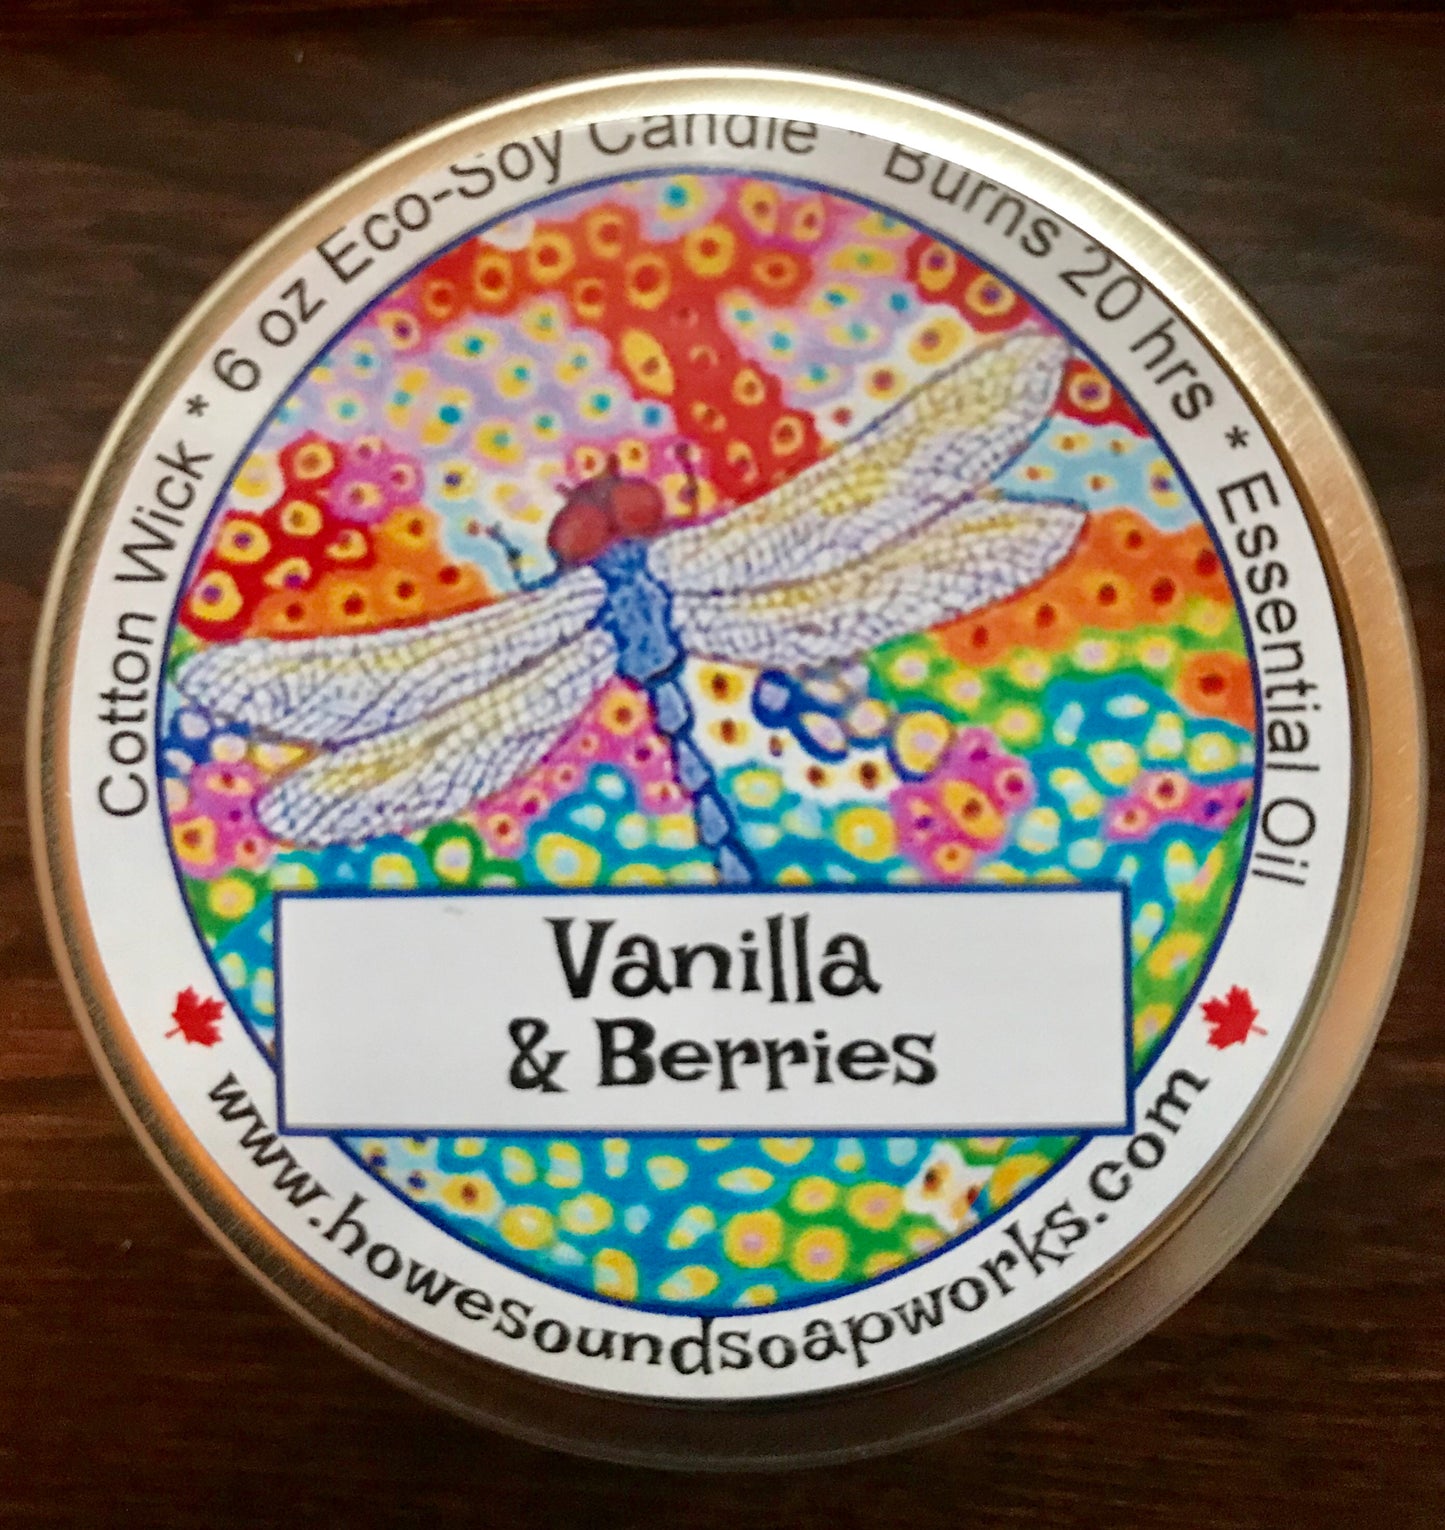 Cotton Wick * 6 oz Eco-Soy Candle * Burns 20 hrs * Essential Oil
Vanilla
& Berries
www.howesoundsoapworks.com